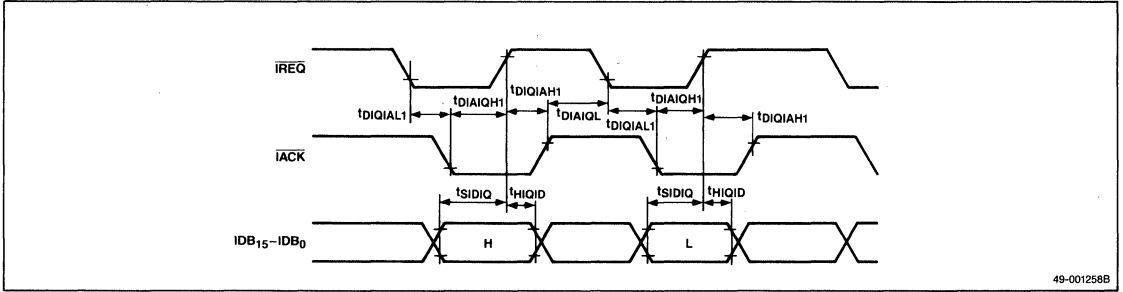 IREQ
tDIQIAL1
tDIAIQH1
tDIQIAH1
tDIAIQL
tDIQIAL1
tDIAIQH1
tDIQIAH1
IACK
tSIDIQ
tHIQID
tSIDIQ
tHIQID
IDB15–IDB0
H
L
49-001258B